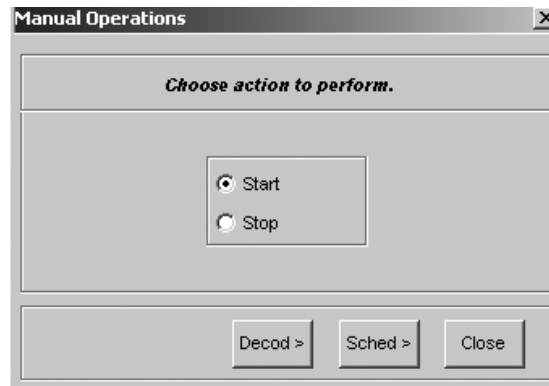 Manual Operations
Choose action to perform.
Start
Stop
Decod > Sched > Close